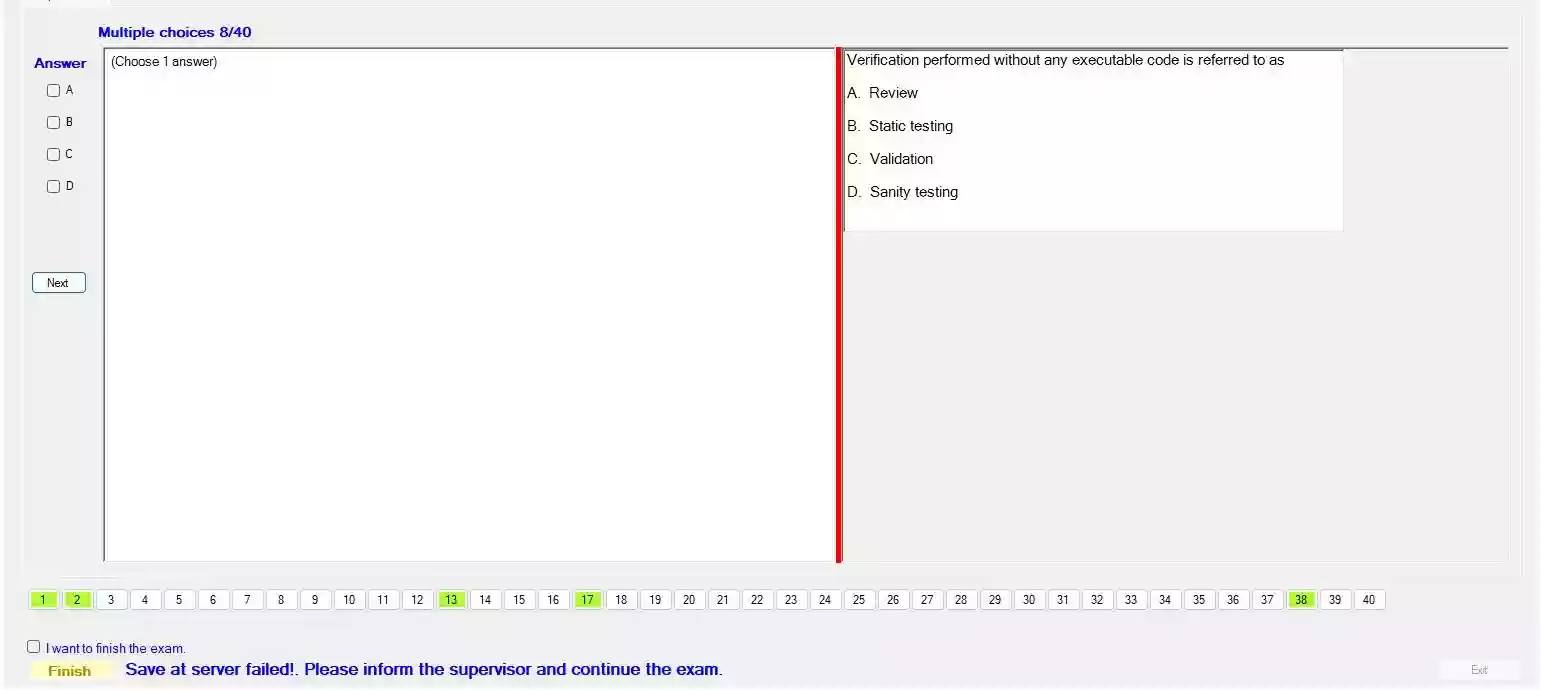 Multiple choices 8/40
Answer
(Choose 1 answer)
A
B
C
D
Next
Verification performed without any executable code is referred to as
A. Review
B. Static testing
C. Validation
D. Sanity testing
1 2 3 4 5 6 7 8 9 10 11 12 13 14 15 16 17 18 19 20 21 22 23 24 25 26 27 28 29 30 31 32 33 34 35 36 37 38 39 40
I want to finish the exam.
Finish Save at server failed!. Please inform the supervisor and continue the exam.
Exit